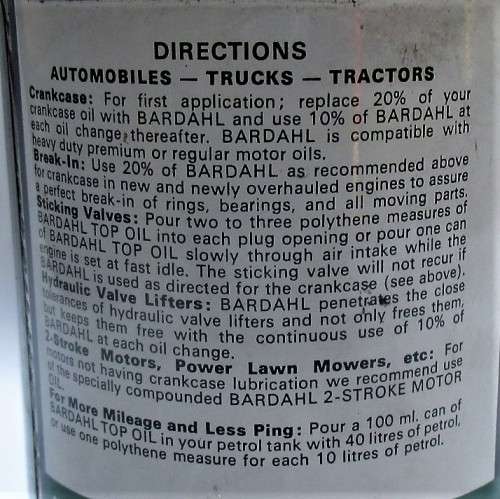 DIRECTIONS
AUTOMOBILES — TRUCKS — TRACTORS
Crankcase: For first application; replace 20% of your
crankcase oil with BARDAHL and use 10% of BARDAHL at
each oil change thereafter. BARDAHL is compatible with
heavy duty premium or regular motor oils.
Break-In: Use 20% of BARDAHL as recommended above
for crankcase in new and newly overhauled engines to assure
a perfect break-in of rings, bearings, and all moving parts.
Sticking Valves: Pour two to three polythene measures of
BARDAHL TOP OIL into each plug opening or pour one can
of BARDAHL TOP OIL slowly through air intake while the
engine is set at fast idle. The sticking valve will not recur if
BARDAHL is used as directed for the crankcase (see above).
Hydraulic Valve Lifters: BARDAHL penetrates the close
tolerances of hydraulic valve lifters and not only frees them,
but keeps them free with the continuous use of 10% of
BARDAHL at each oil change.
2-Stroke Motors, Power Lawn Mowers, etc: For
motors not having crankcase lubrication we recommend use
of the specially compounded BARDAHL 2-STROKE MOTOR
OIL.
For More Mileage and Less Ping: Pour a 100 ml. can of
BARDAHL TOP OIL in your petrol tank with 40 litres of petrol,
or use one polythene measure for each 10 litres of petrol.